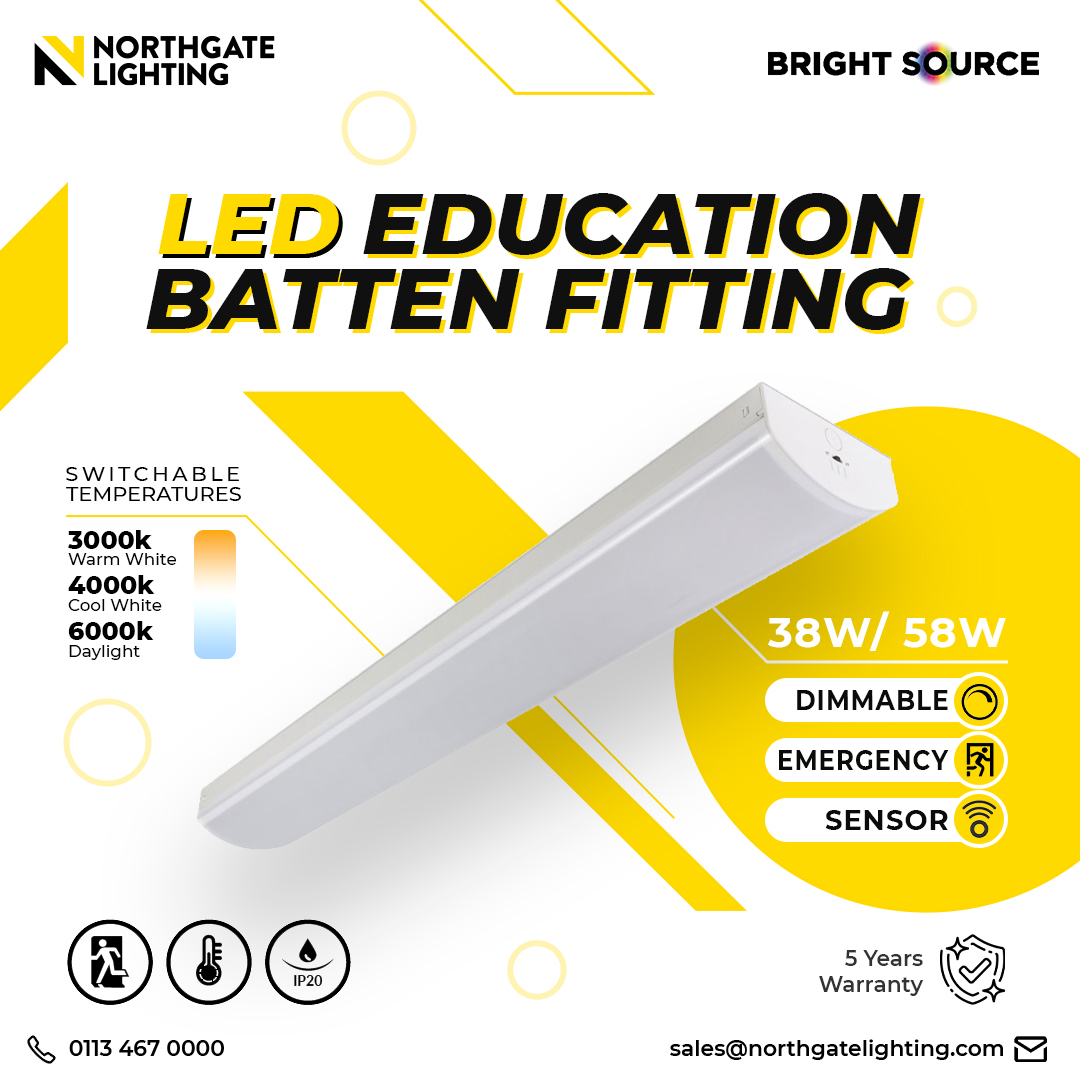 NORTHGATE
LIGHTING
BRIGHT SOURCE
LED EDUCATION
BATTEN FITTING
SWITCHABLE
TEMPERATURES
3000k
Warm White
4000k
Cool White
6000k
Daylight
38W/ 58W
DIMMABLE
EMERGENCY
SENSOR
IP20
5 Years
Warranty
0113 467 0000
sales@northgatelighting.com